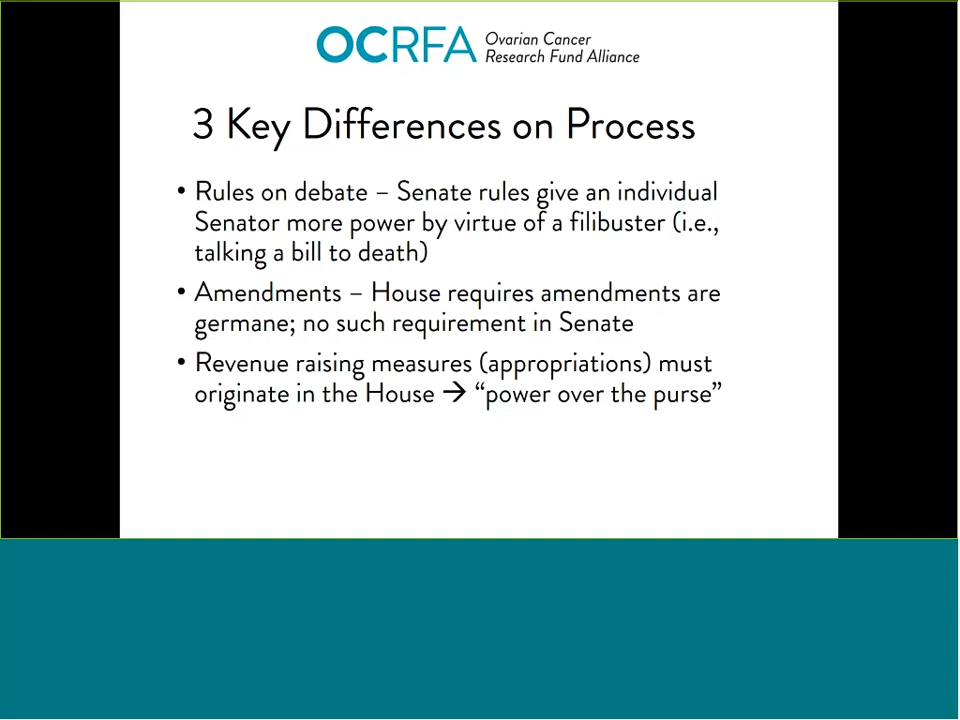 OCRFA Ovarian Cancer
Research Fund Alliance
3 Key Differences on Process
• Rules on debate – Senate rules give an individual
Senator more power by virtue of a filibuster (i.e.,
talking a bill to death)
• Amendments – House requires amendments are
germane; no such requirement in Senate
• Revenue raising measures (appropriations) must
originate in the House → “power over the purse”